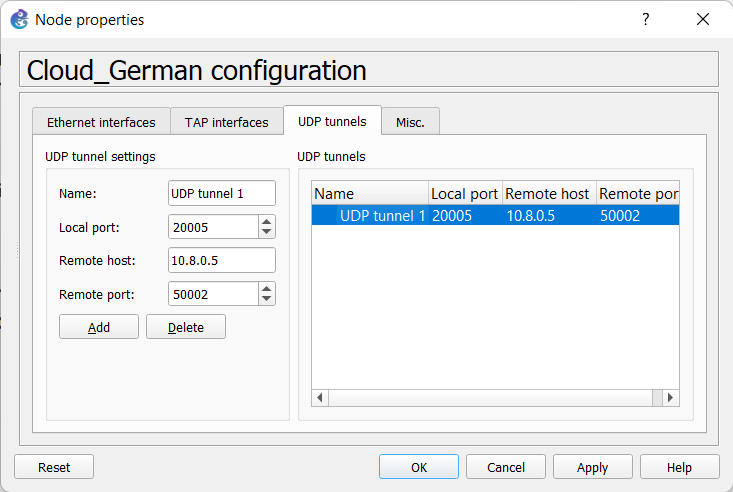 Node properties
?
Cloud_German configuration
Ethernet interfaces TAP interfaces UDP tunnels Misc.
UDP tunnel settings
Name: UDP tunnel 1
Local port: 20005
Remote host: 10.8.0.5
Remote port: 50002
Add Delete
UDP tunnels
Name Local port Remote host Remote por
UDP tunnel 1 20005 10.8.0.5 50002
Reset OK Cancel Apply Help